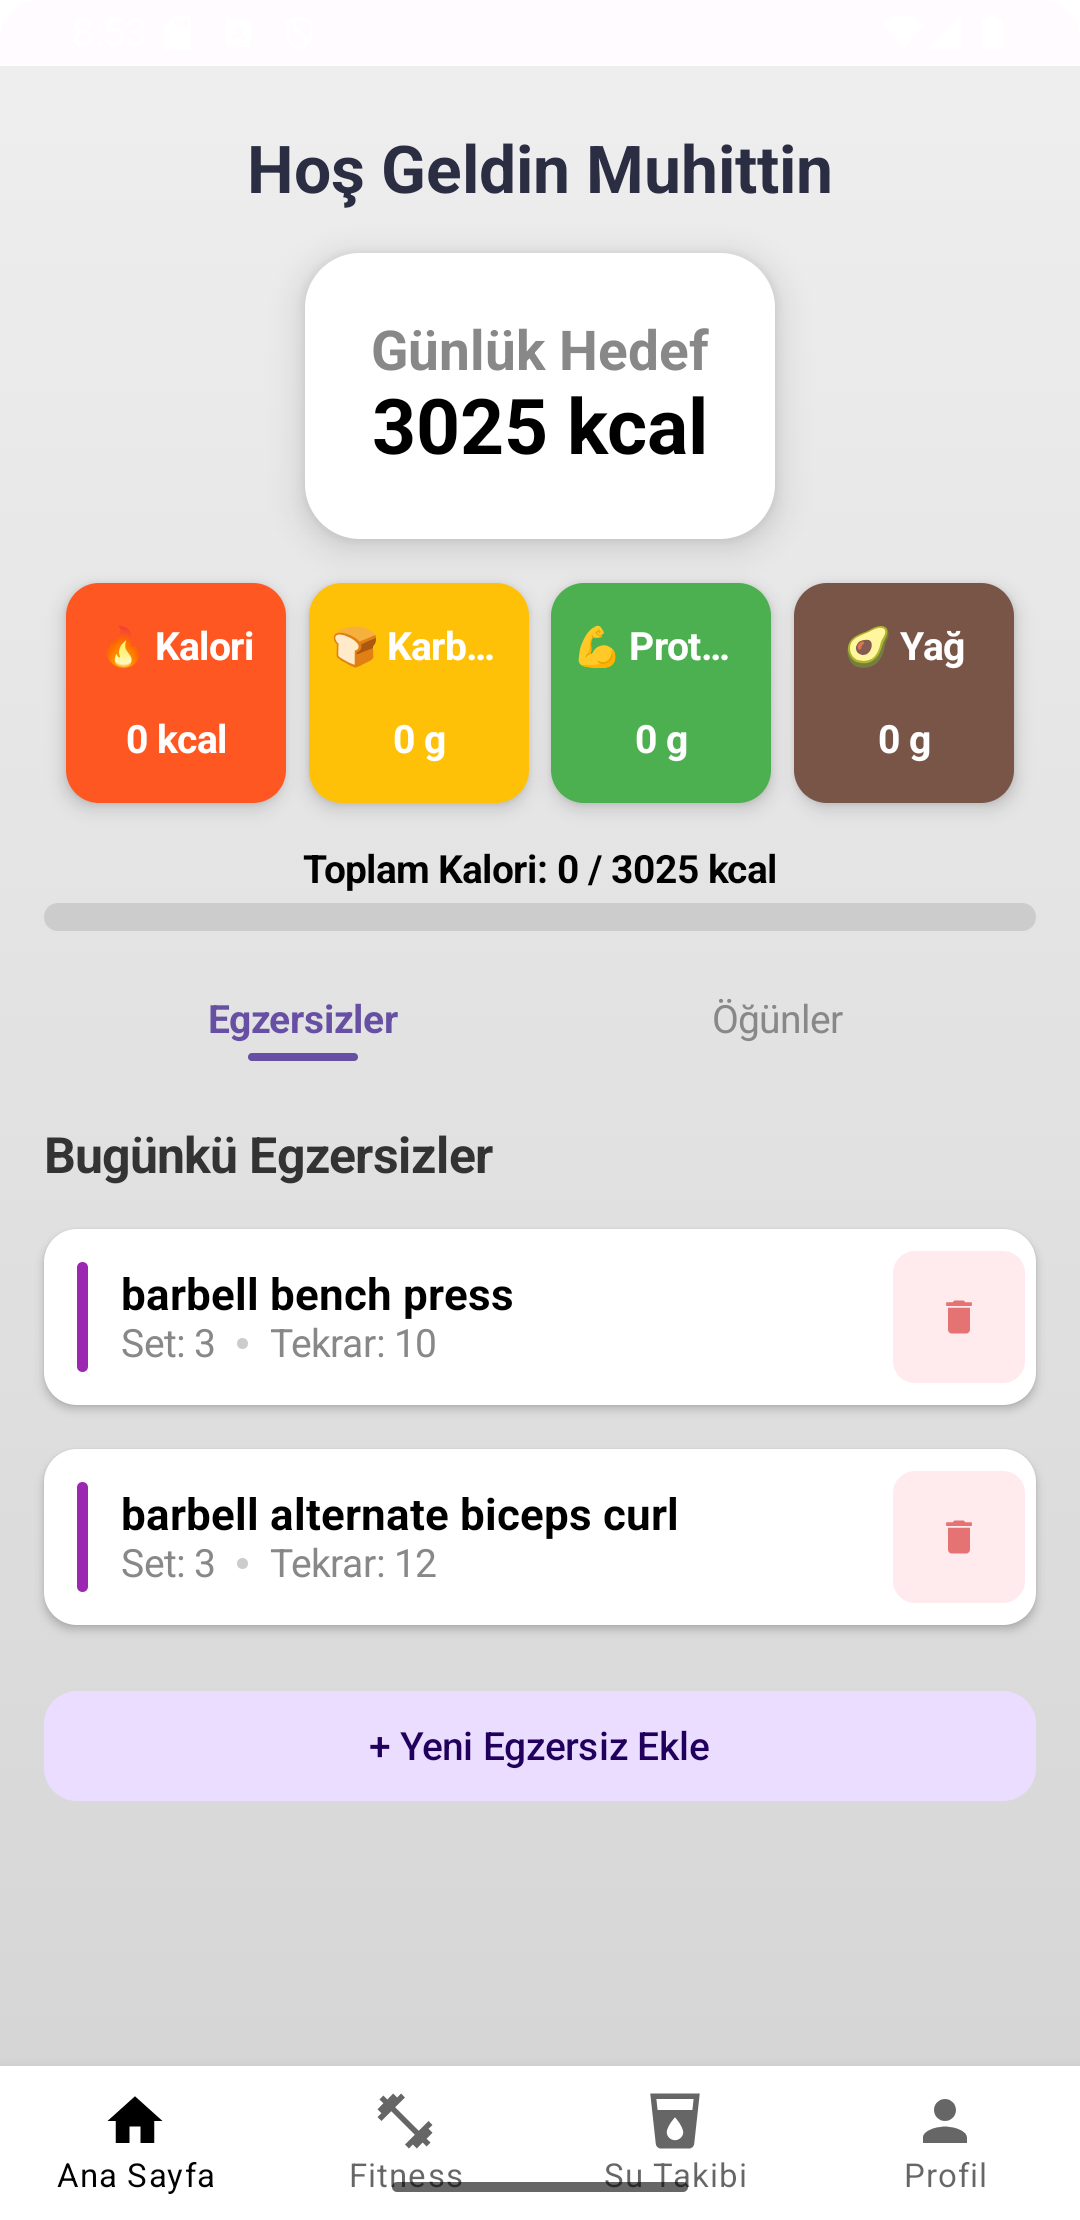 Hoş Geldin Muhittin
Günlük Hedef
3025 kcal
🔥 Kalori
0 kcal
🍞 Karb...
0 g
💪 Prot...
0 g
🥑 Yağ
0 g
Toplam Kalori: 0 / 3025 kcal
Egzersizler
Öğünler
Bugünkü Egzersizler
barbell bench press
Set: 3 • Tekrar: 10
barbell alternate biceps curl
Set: 3 • Tekrar: 12
+ Yeni Egzersiz Ekle
Ana Sayfa
Fitness
Su Takibi
Profil